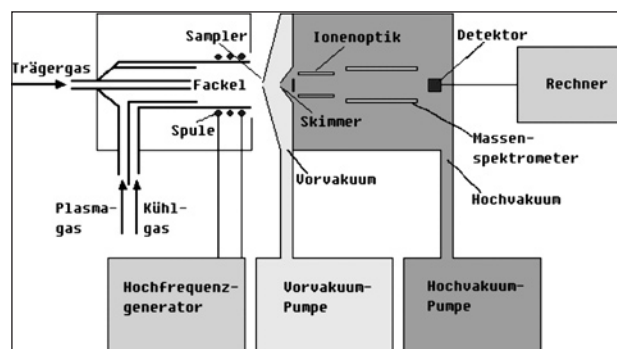 Sampler
Ionenoptik
Detektor
Trägergas
Fackel
Rechner
Spule
Skimmer
Massen-
spektrometer
Vorvakuum
Hochvakuum
Plasma-
gas
Kühl-
gas
Hochfrequenz-
generator
Vorvakuum-
Pumpe
Hochvakuum-
Pumpe